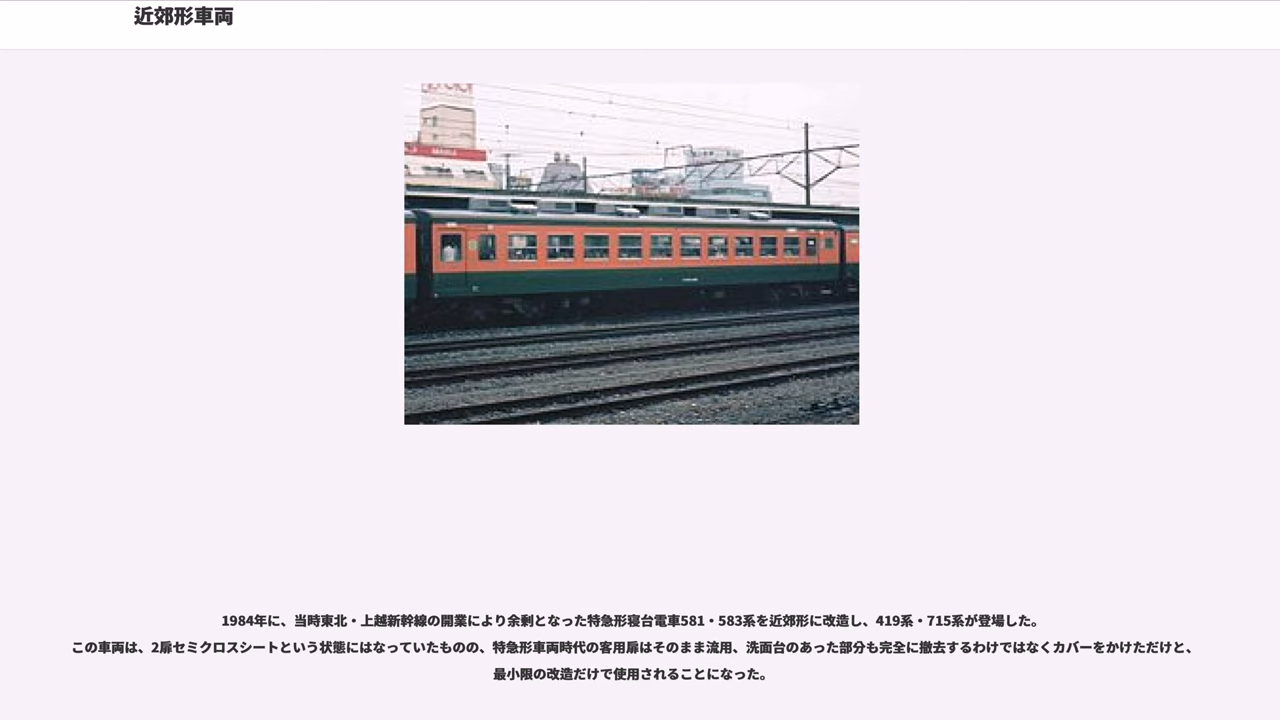 近郊形車両
1984年に、当時東北・上越新幹線の開業により余剰となった特急形寝台電車581・583系を近郊形に改造し、419系・715系が登場した。
この車両は、2扉セミクロスシートという状態にはなっていたものの、特急形車両時代の客用扉はそのまま流用、洗面台のあった部分も完全に撤去するわけではなくカバーをかけただけと、
最小限の改造だけで使用されることになった。